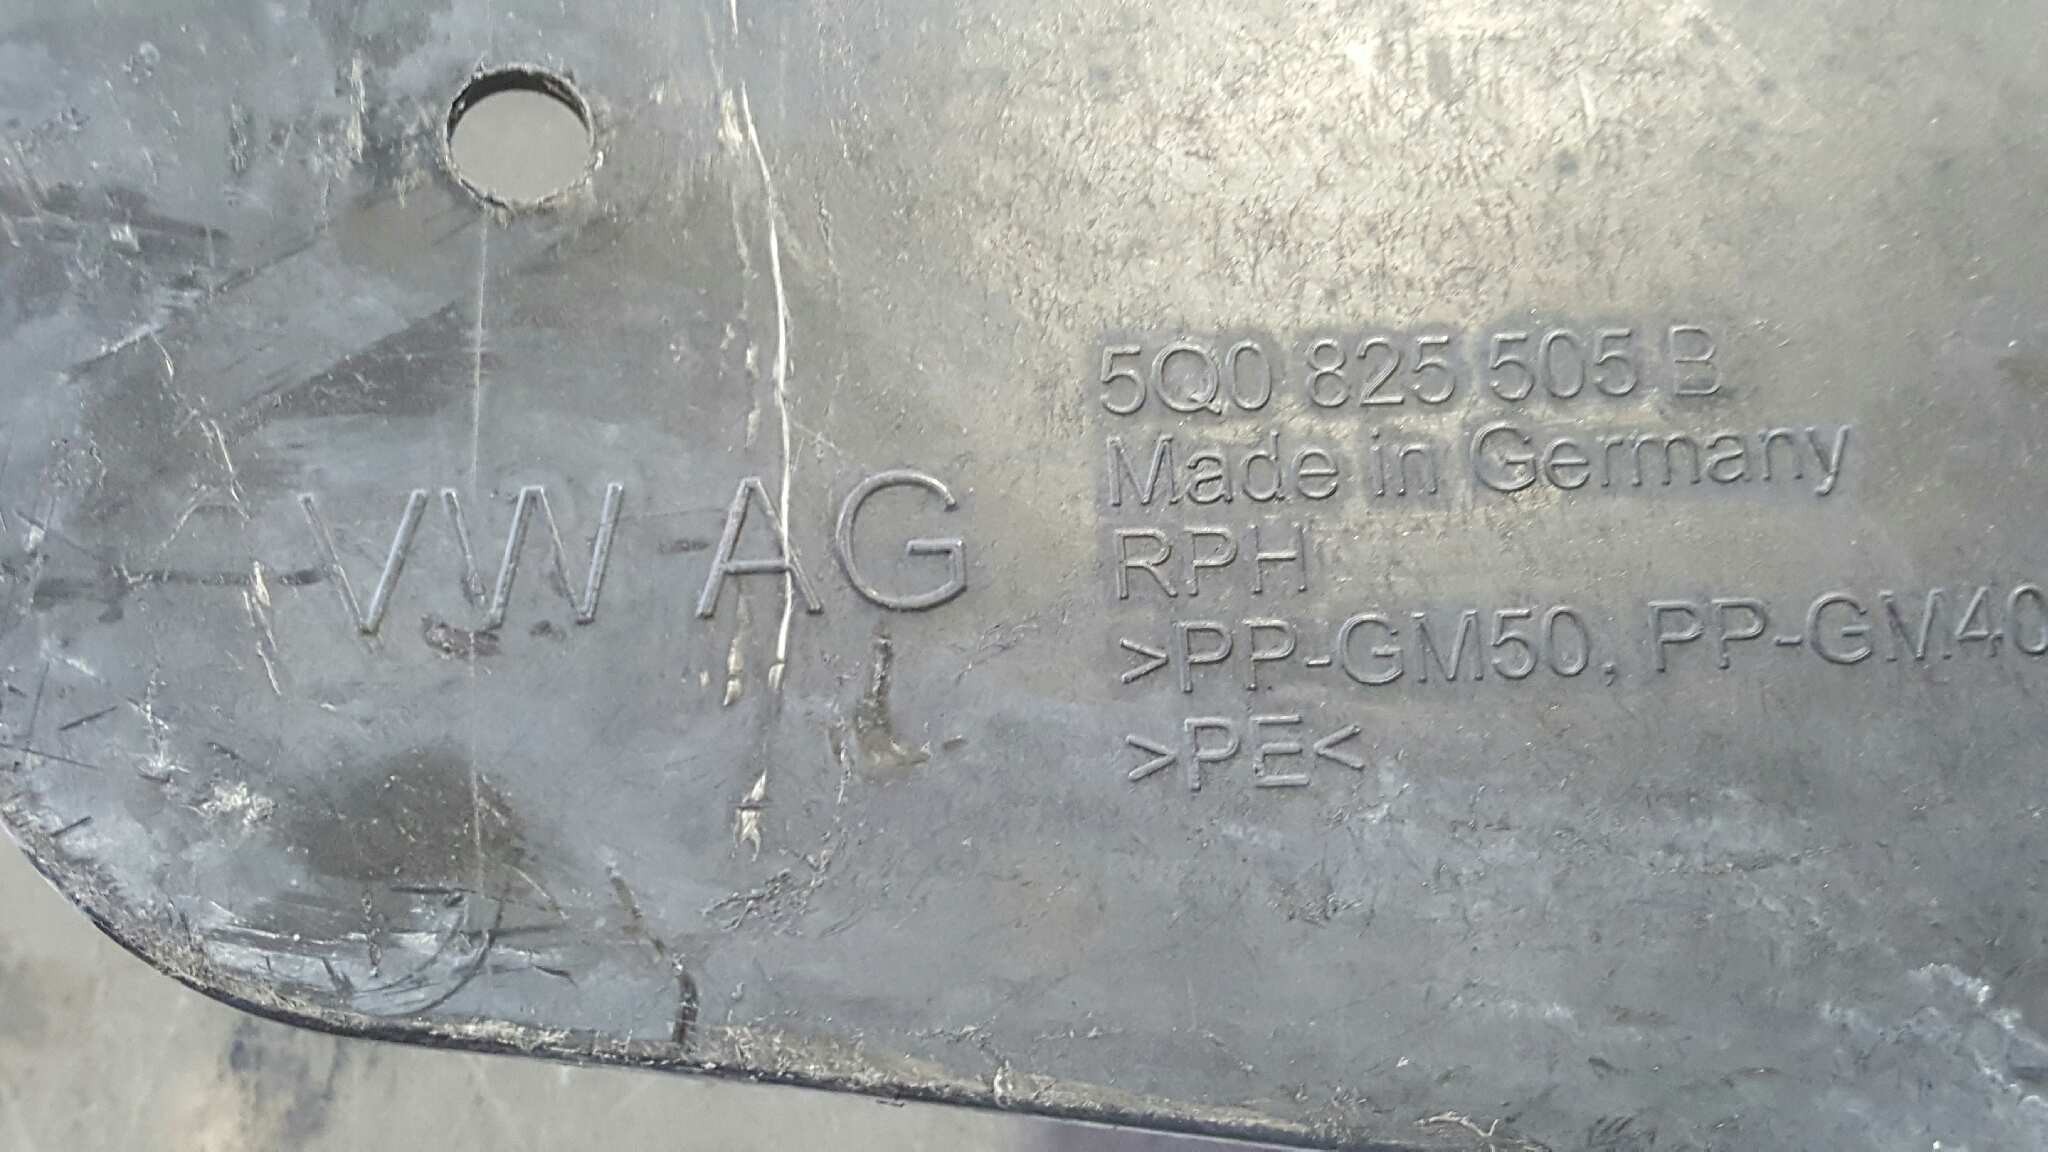 VW AG
5Q0 825 505 B
Made in Germany
RPH
>PP-GM50, PP-GM40
>PE<